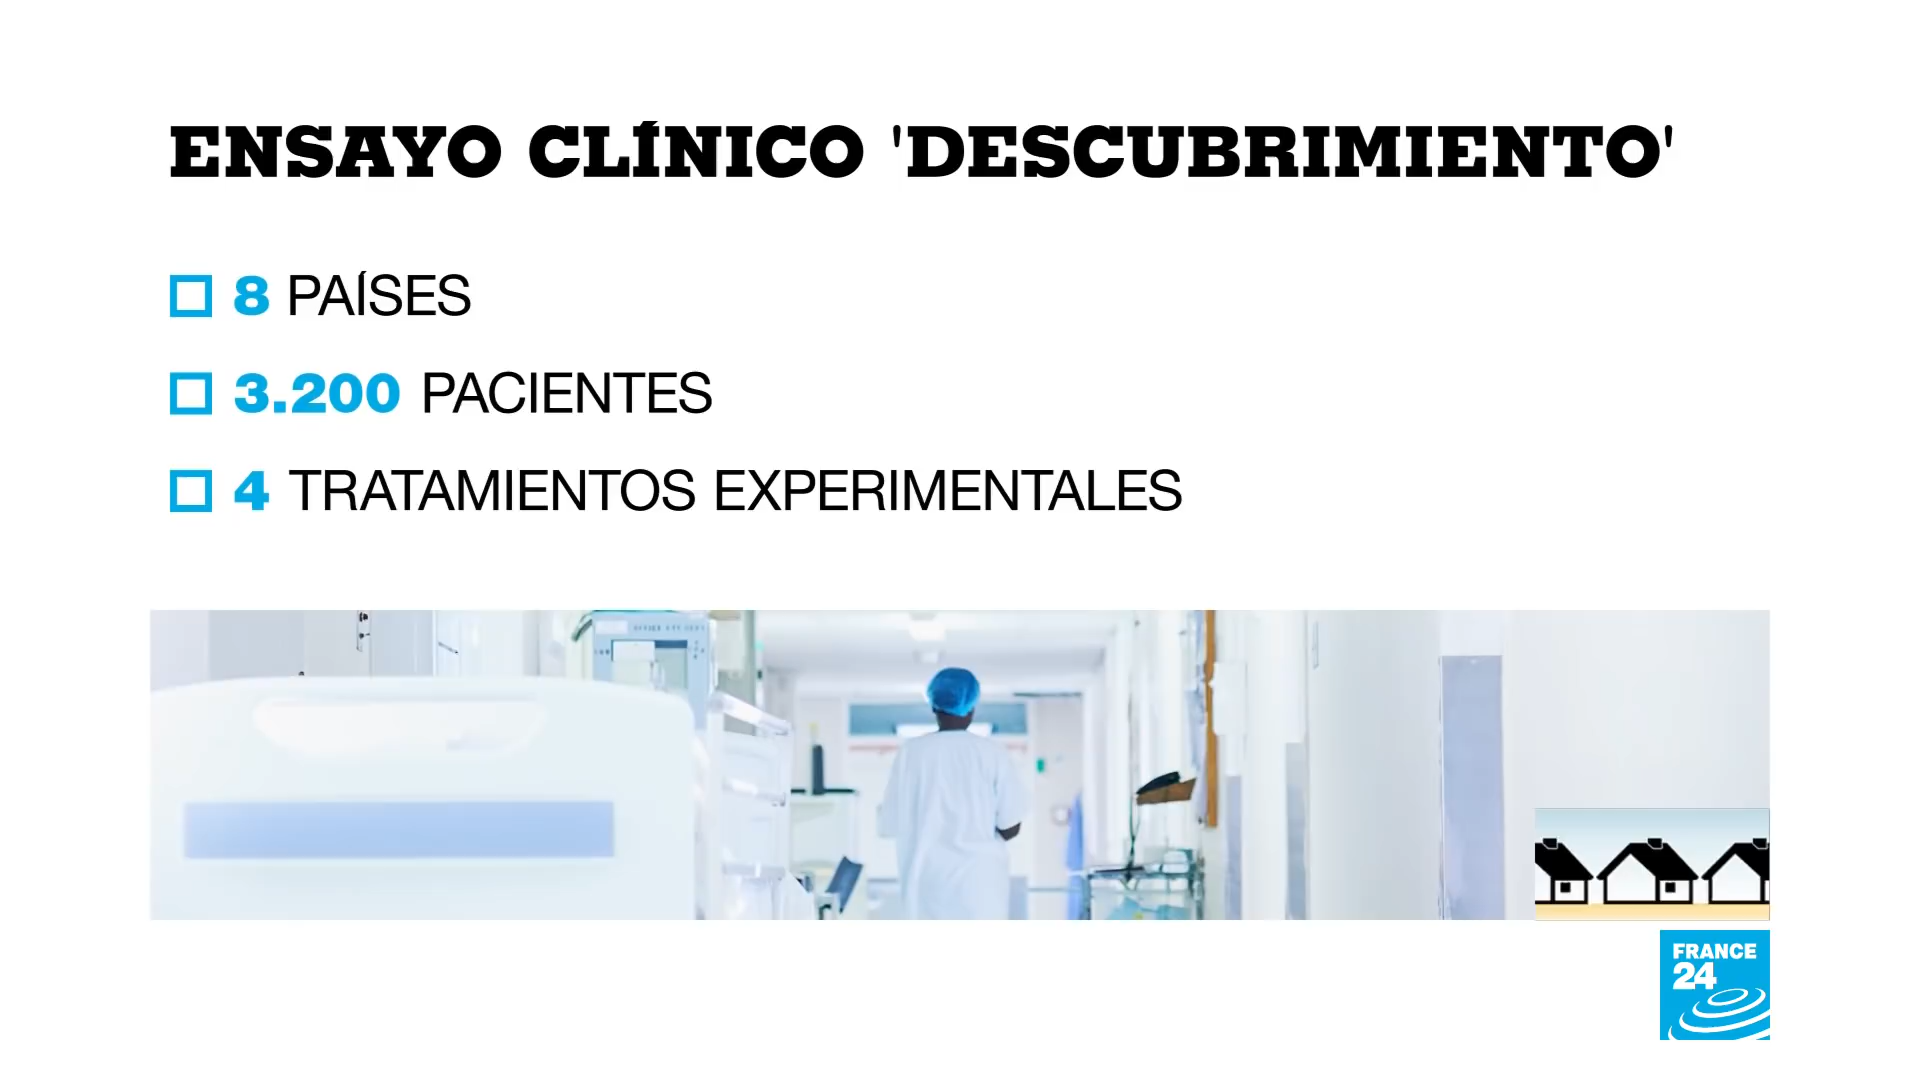 ENSAYO CLÍNICO 'DESCUBRIMIENTO'
8 PAÍSES
3.200 PACIENTES
4 TRATAMIENTOS EXPERIMENTALES
FRANCE
24